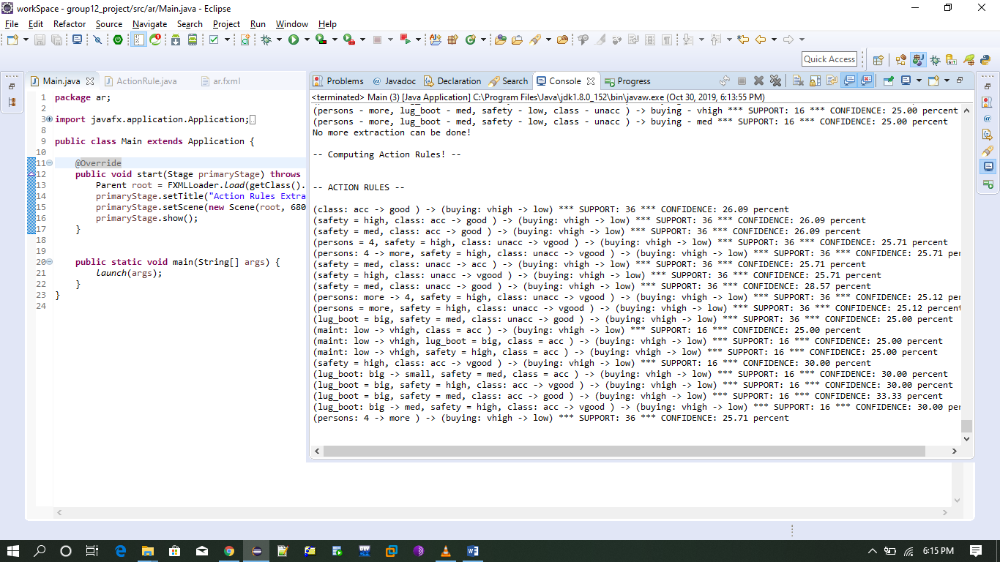 workSpace - group12_project/src/ar/Main.java - Eclipse
File Edit Refactor Source Navigate Search Project Run Window Help
Quick Access
Main.java ActionRule.java ar.fxml
1 package ar;
2
3 import javafx.application.Application;
8
9 public class Main extends Application {
10
11 @Override
12 public void start(Stage primaryStage) throws
13 Parent root = FXMLLoader.load(getClass().
14 primaryStage.setTitle("Action Rules Extra
15 primaryStage.setScene(new Scene(root, 680
16 primaryStage.show();
17 }
18
19
20 public static void main(String[] args) {
21 launch(args);
22 }
23 }
24
Problems @ Javadoc Declaration Search Console Progress
<terminated> Main (3) [Java Application] C:\Program Files\Java\jdk1.8.0_152\bin\javaw.exe (Oct 30, 2019, 6:13:55 PM)
(persons - more, lug_boot - med, safety - low, class - unacc ) -> buying - vhigh *** SUPPORT: 16 *** CONFIDENCE: 25.00 percent
(persons - more, lug_boot - med, safety - low, class - unacc ) -> buying - med *** SUPPORT: 16 *** CONFIDENCE: 25.00 percent
No more extraction can be done!
-- Computing Action Rules! --
-- ACTION RULES --
(class: acc -> good ) -> (buying: vhigh -> low) *** SUPPORT: 36 *** CONFIDENCE: 26.09 percent
(safety = high, class: acc -> good ) -> (buying: vhigh -> low) *** SUPPORT: 36 *** CONFIDENCE: 26.09 percent
(safety = med, class: acc -> good ) -> (buying: vhigh -> low) *** SUPPORT: 36 *** CONFIDENCE: 26.09 percent
(persons = 4, safety = high, class: unacc -> vgood ) -> (buying: vhigh -> low) *** SUPPORT: 36 *** CONFIDENCE: 25.71 percent
(persons: 4 -> more, safety = high, class: unacc -> vgood ) -> (buying: vhigh -> low) *** SUPPORT: 36 *** CONFIDENCE: 25.71 per
(safety = med, class: unacc -> acc ) -> (buying: vhigh -> low) *** SUPPORT: 36 *** CONFIDENCE: 25.71 percent
(safety = high, class: unacc -> vgood ) -> (buying: vhigh -> low) *** SUPPORT: 36 *** CONFIDENCE: 25.71 percent
(safety = med, class: unacc -> good ) -> (buying: vhigh -> low) *** SUPPORT: 36 *** CONFIDENCE: 28.57 percent
(persons: more -> 4, safety = high, class: unacc -> vgood ) -> (buying: vhigh -> low) *** SUPPORT: 36 *** CONFIDENCE: 25.12 per
(persons = more, safety = high, class: unacc -> vgood ) -> (buying: vhigh -> low) *** SUPPORT: 36 *** CONFIDENCE: 25.12 percent
(lug_boot = big, safety = med, class: unacc -> good ) -> (buying: vhigh -> low) *** SUPPORT: 36 *** CONFIDENCE: 25.00 percent
(maint: low -> vhigh, class = acc ) -> (buying: vhigh -> low) *** SUPPORT: 16 *** CONFIDENCE: 25.00 percent
(maint: low -> vhigh, lug_boot = big, class = acc ) -> (buying: vhigh -> low) *** SUPPORT: 16 *** CONFIDENCE: 25.00 percent
(maint: low -> vhigh, safety = high, class = acc ) -> (buying: vhigh -> low) *** SUPPORT: 16 *** CONFIDENCE: 25.00 percent
(safety = high, class: acc -> vgood ) -> (buying: vhigh -> low) *** SUPPORT: 16 *** CONFIDENCE: 30.00 percent
(lug_boot: big -> small, safety = med, class = acc ) -> (buying: vhigh -> low) *** SUPPORT: 16 *** CONFIDENCE: 30.00 percent
(lug_boot = big, safety = high, class: acc -> vgood ) -> (buying: vhigh -> low) *** SUPPORT: 16 *** CONFIDENCE: 30.00 percent
(lug_boot = big, safety = med, class: acc -> good ) -> (buying: vhigh -> low) *** SUPPORT: 16 *** CONFIDENCE: 33.33 percent
(lug_boot: big -> med, safety = high, class: acc -> vgood ) -> (buying: vhigh -> low) *** SUPPORT: 16 *** CONFIDENCE: 30.00 per
(persons: 4 -> more ) -> (buying: vhigh -> low) *** SUPPORT: 36 *** CONFIDENCE: 25.71 percent
6:15 PM